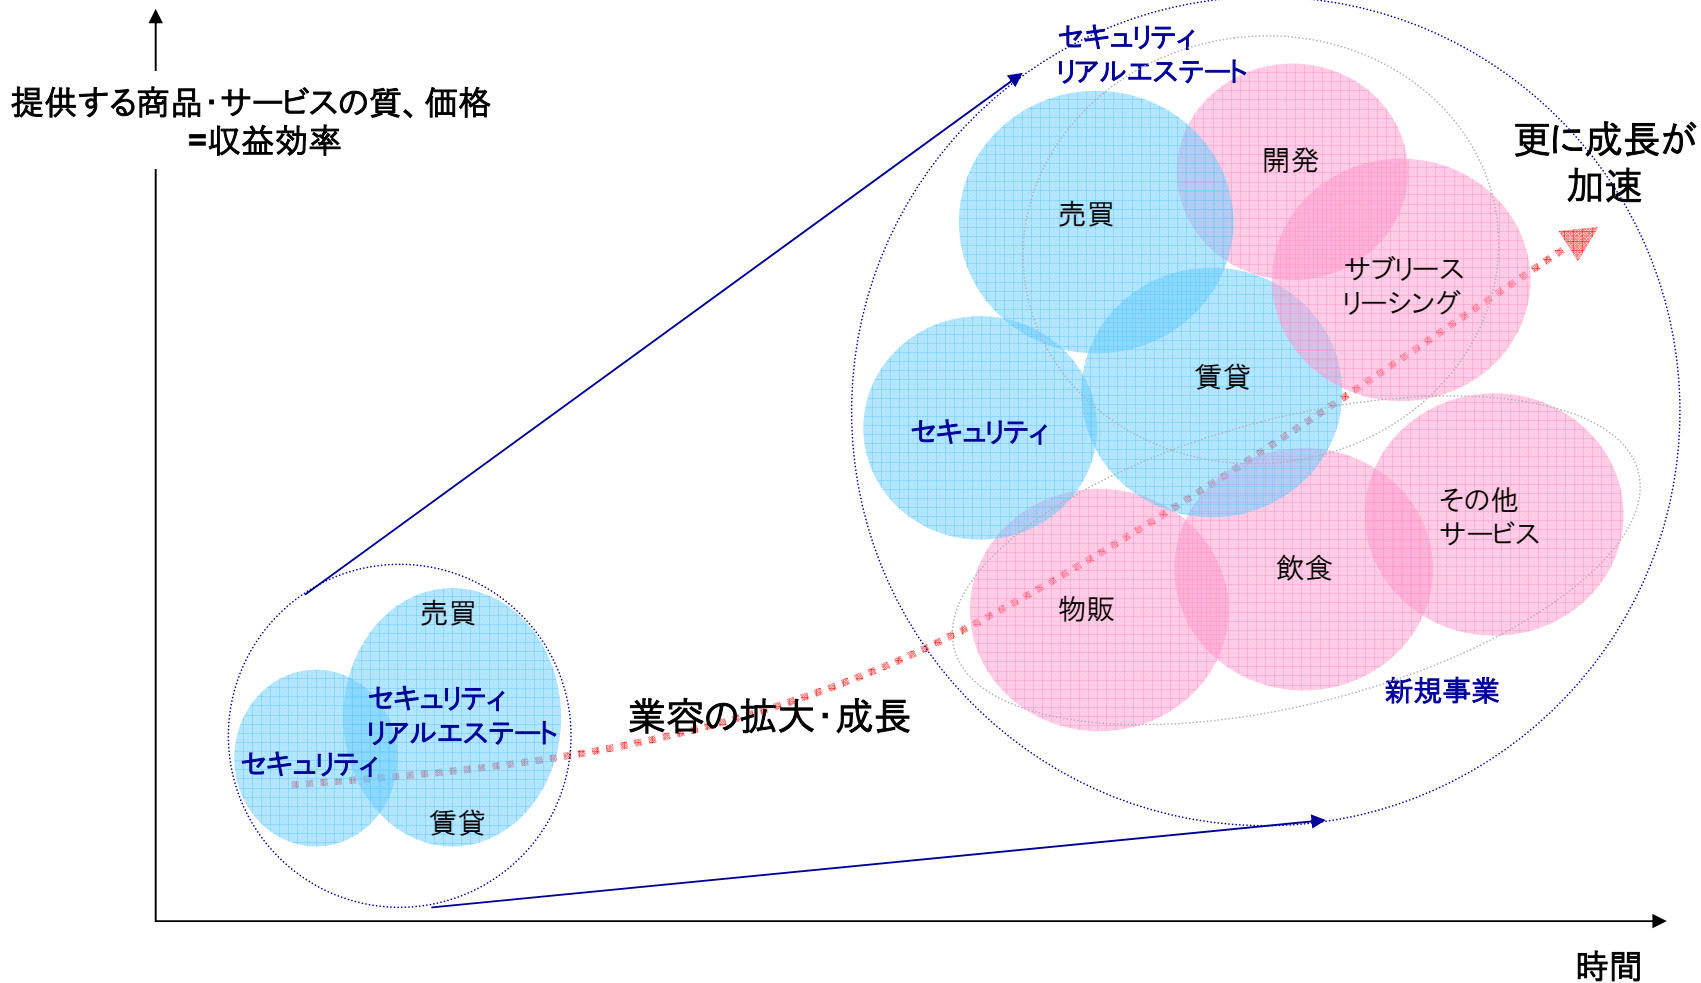 セキュリティ
リアルエステート
提供する商品・サービスの質、価格
=収益効率
更に成長が
加速
開発
売買
サブリース
リーシング
賃貸
セキュリティ
その他
サービス
飲食
物販
新規事業
業容の拡大・成長
売買
セキュリティ
リアルエステート
セキュリティ
賃貸
時間